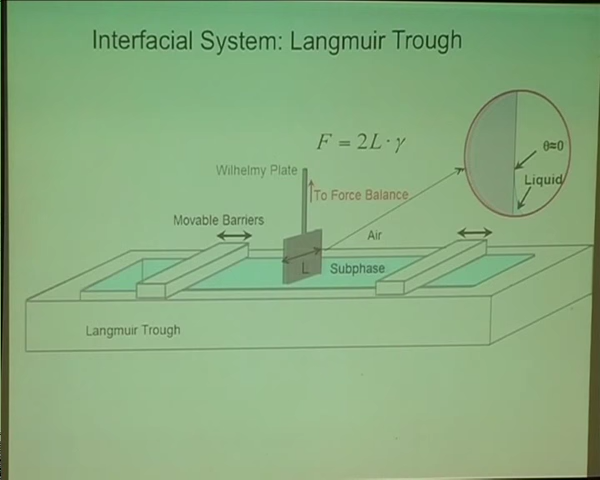 Interfacial System: Langmuir Trough
F = 2L · γ
θ≈0
Wilhelmy Plate
Liquid
To Force Balance
Movable Barriers
Air
L
Subphase
Langmuir Trough